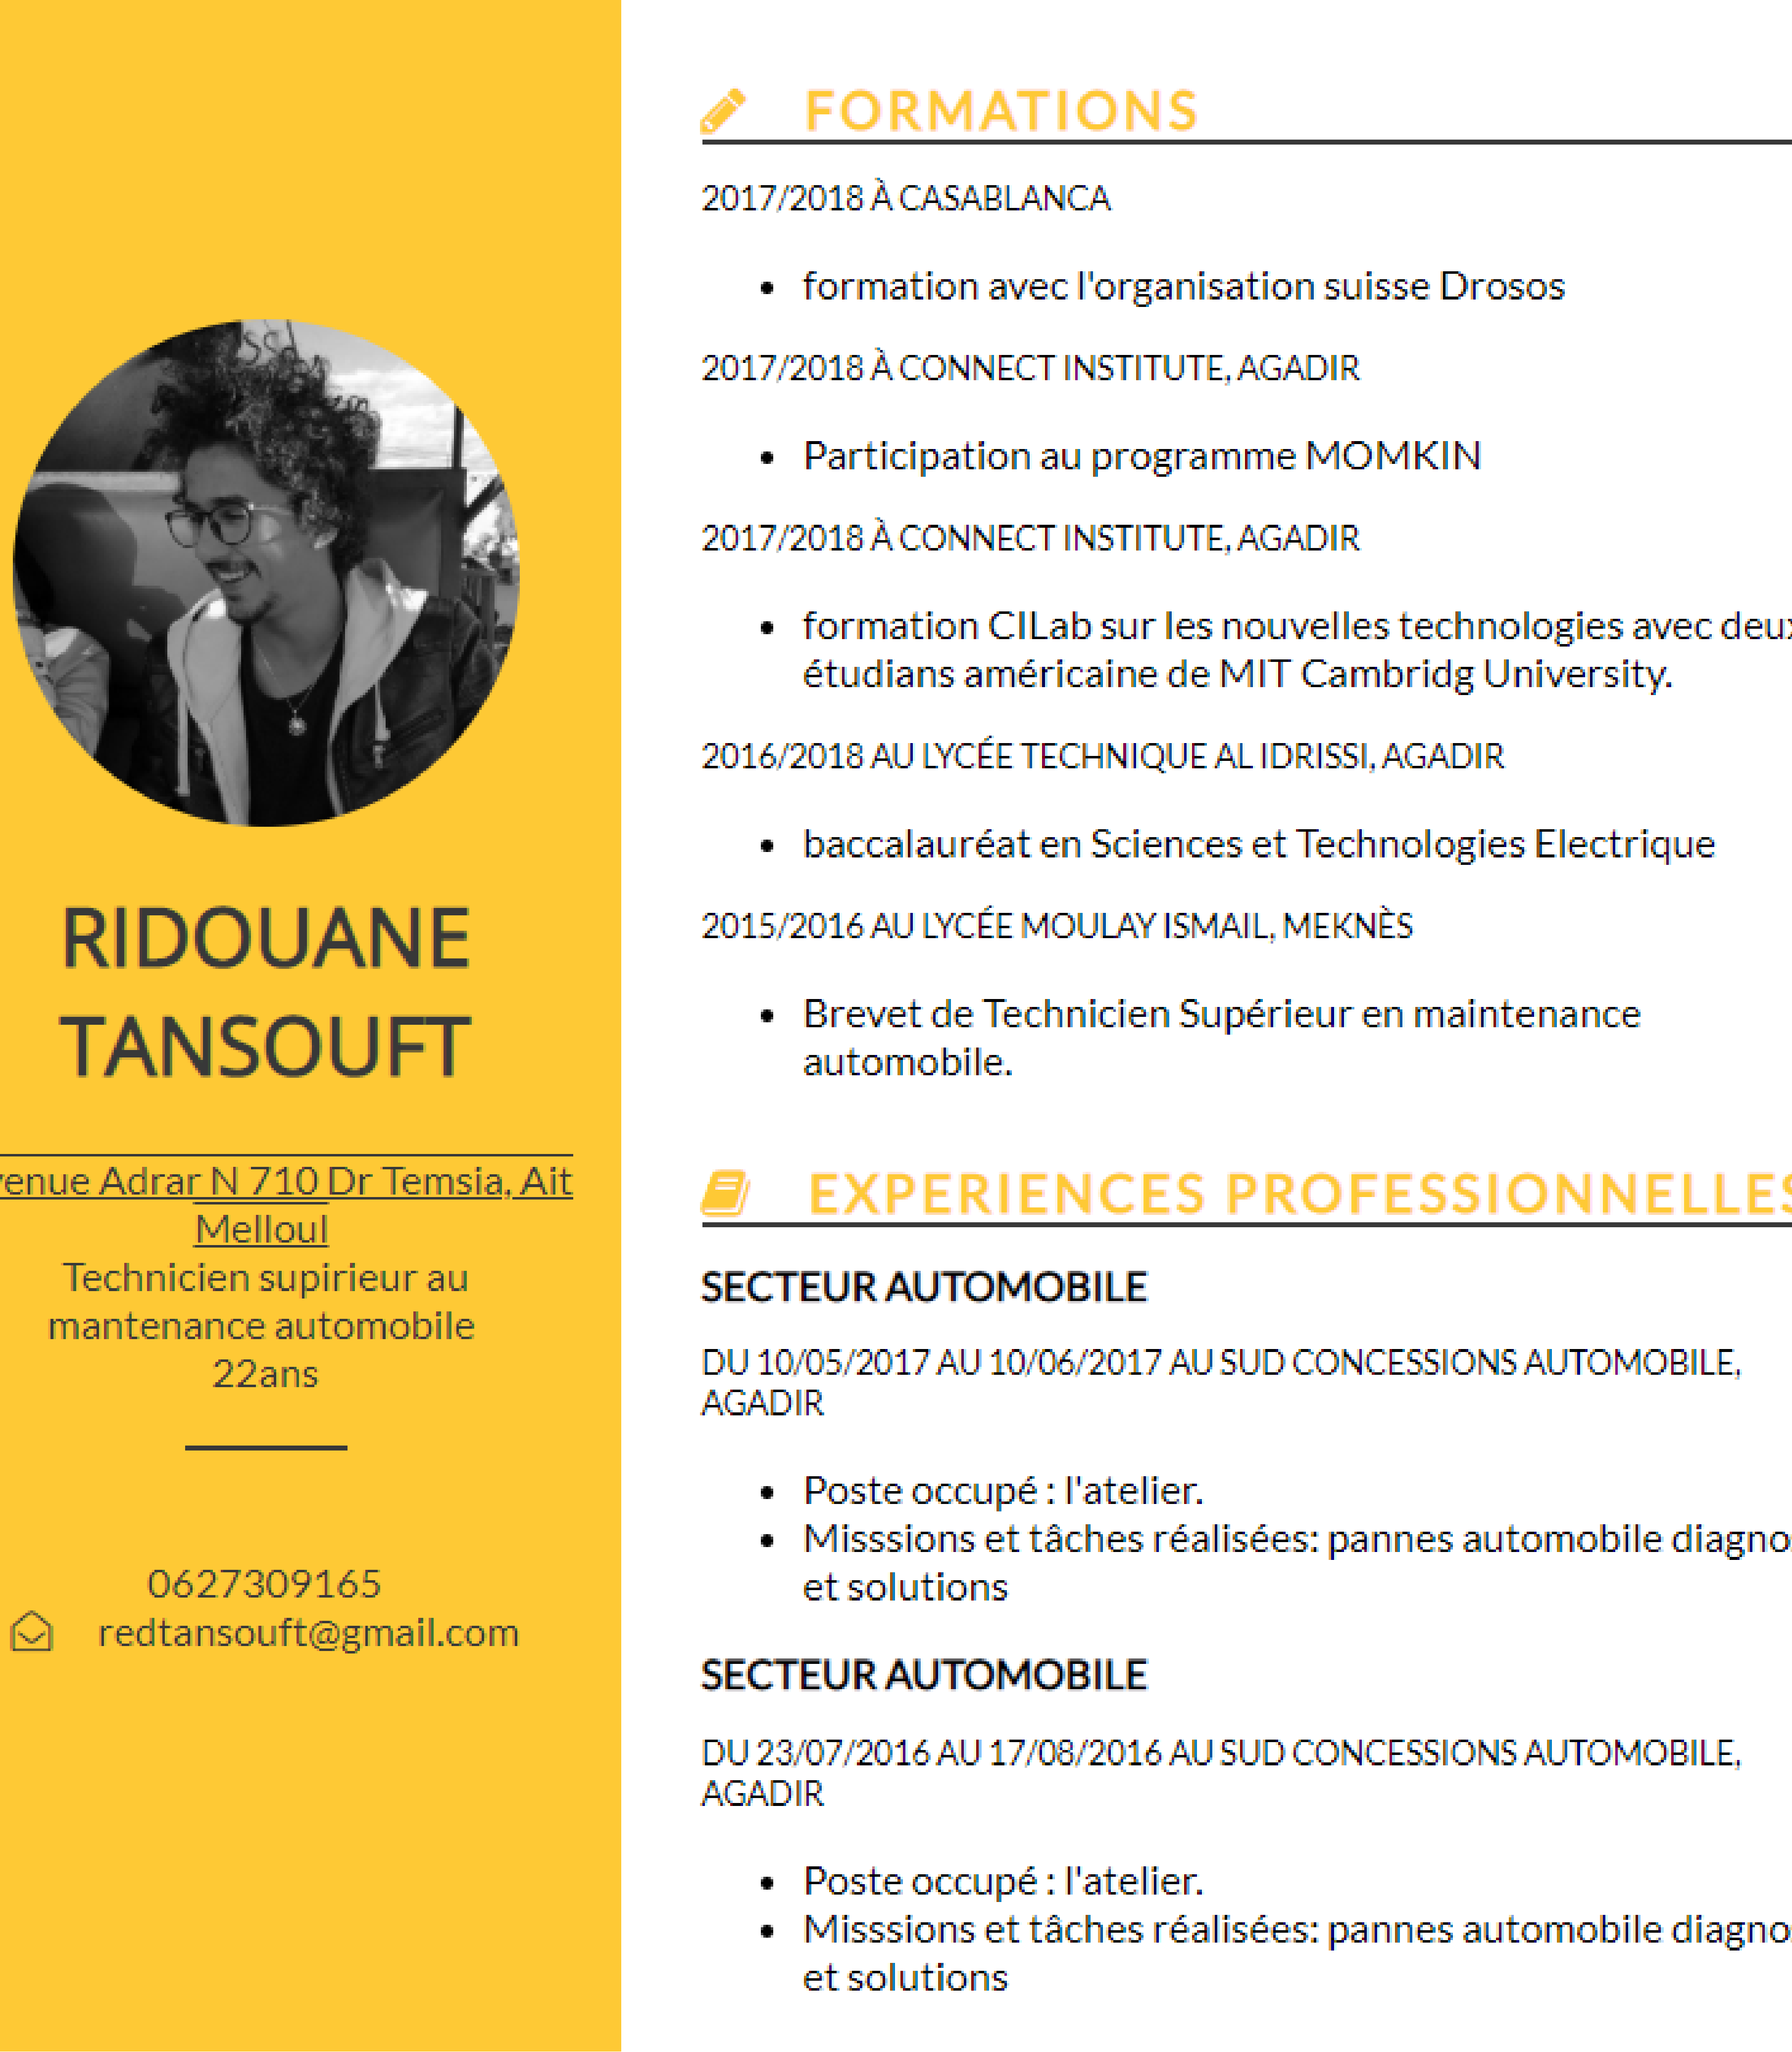 RIDOUANE
TANSOUFT
venue Adrar N 710 Dr Temsia, Ait
Melloul
Technicien supirieur au
mantenance automobile
22ans
0627309165
redtansouft@gmail.com
FORMATIONS
2017/2018 À CASABLANCA
• formation avec l'organisation suisse Drosos
2017/2018 À CONNECT INSTITUTE, AGADIR
• Participation au programme MOMKIN
2017/2018 À CONNECT INSTITUTE, AGADIR
• formation CILab sur les nouvelles technologies avec deux
étudians américaine de MIT Cambridg University.
2016/2018 AU LYCÉE TECHNIQUE AL IDRISSI, AGADIR
• baccalauréat en Sciences et Technologies Electrique
2015/2016 AU LYCÉE MOULAY ISMAIL, MEKNÈS
• Brevet de Technicien Supérieur en maintenance
automobile.
EXPERIENCES PROFESSIONNELLES
SECTEUR AUTOMOBILE
DU 10/05/2017 AU 10/06/2017 AU SUD CONCESSIONS AUTOMOBILE,
AGADIR
• Poste occupé : l'atelier.
• Misssions et tâches réalisées: pannes automobile diagno
et solutions
SECTEUR AUTOMOBILE
DU 23/07/2016 AU 17/08/2016 AU SUD CONCESSIONS AUTOMOBILE,
AGADIR
• Poste occupé : l'atelier.
• Misssions et tâches réalisées: pannes automobile diagno
et solutions